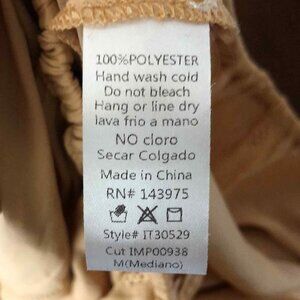 100%POLYESTER
Hand wash cold
Do not bleach
Hang or line dry
lava frio a mano
NO cloro
Secar Colgado
Made in China
RN# 143975
Style# IT30529
Cut IMP00938
M(Mediano)